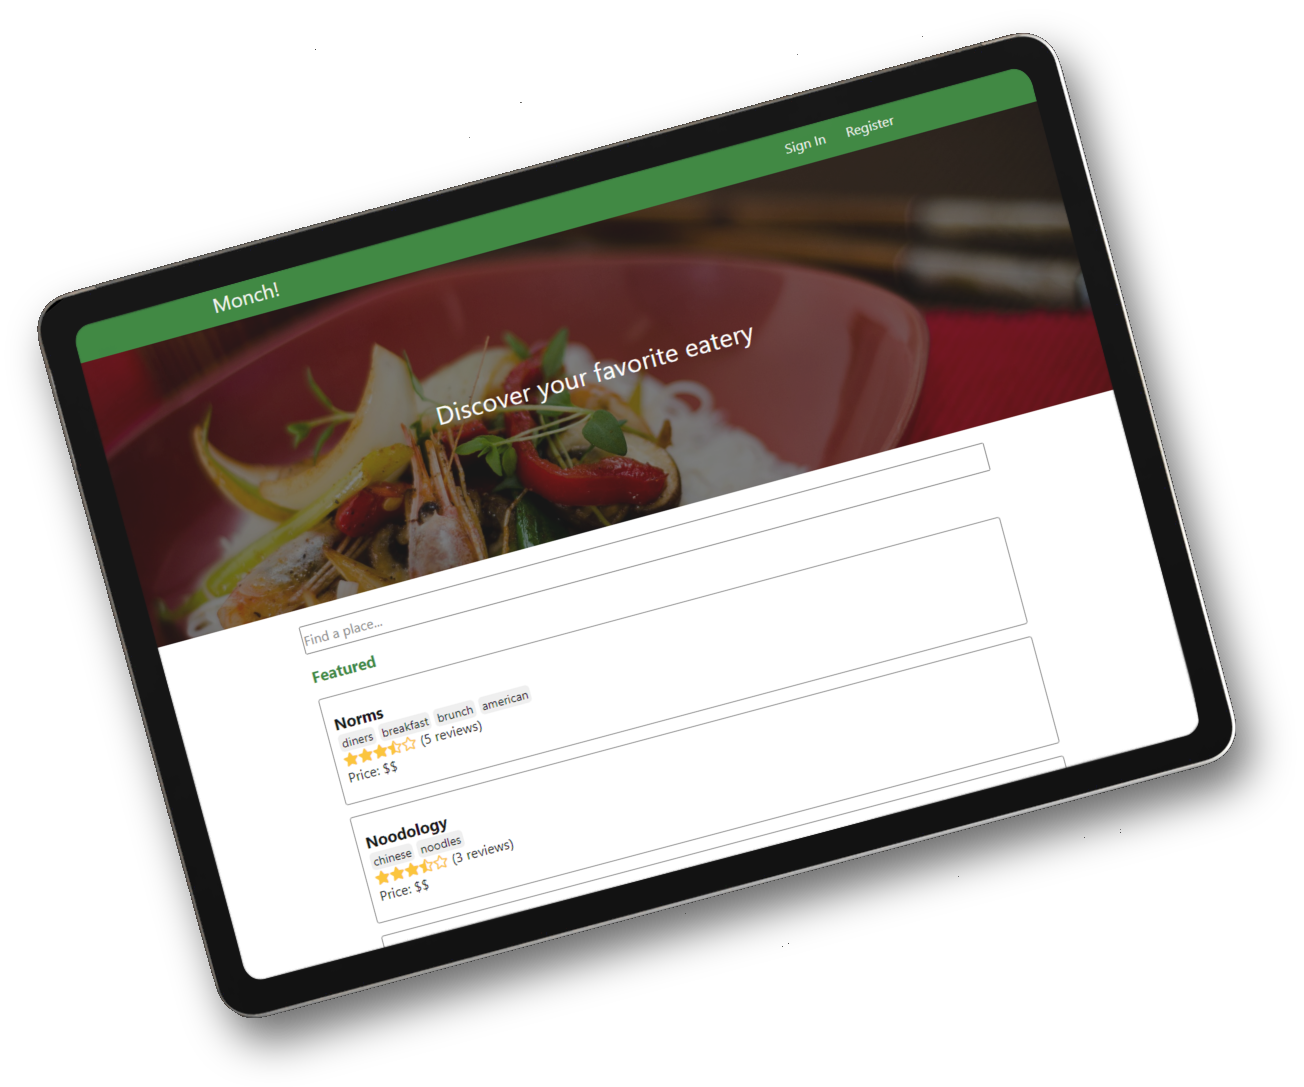 Monch!
Sign In Register
Discover your favorite eatery
Find a place...
Featured
Norms
diners breakfast brunch american
(5 reviews)
Price: $$
Noodology
chinese noodles
(3 reviews)
Price: $$